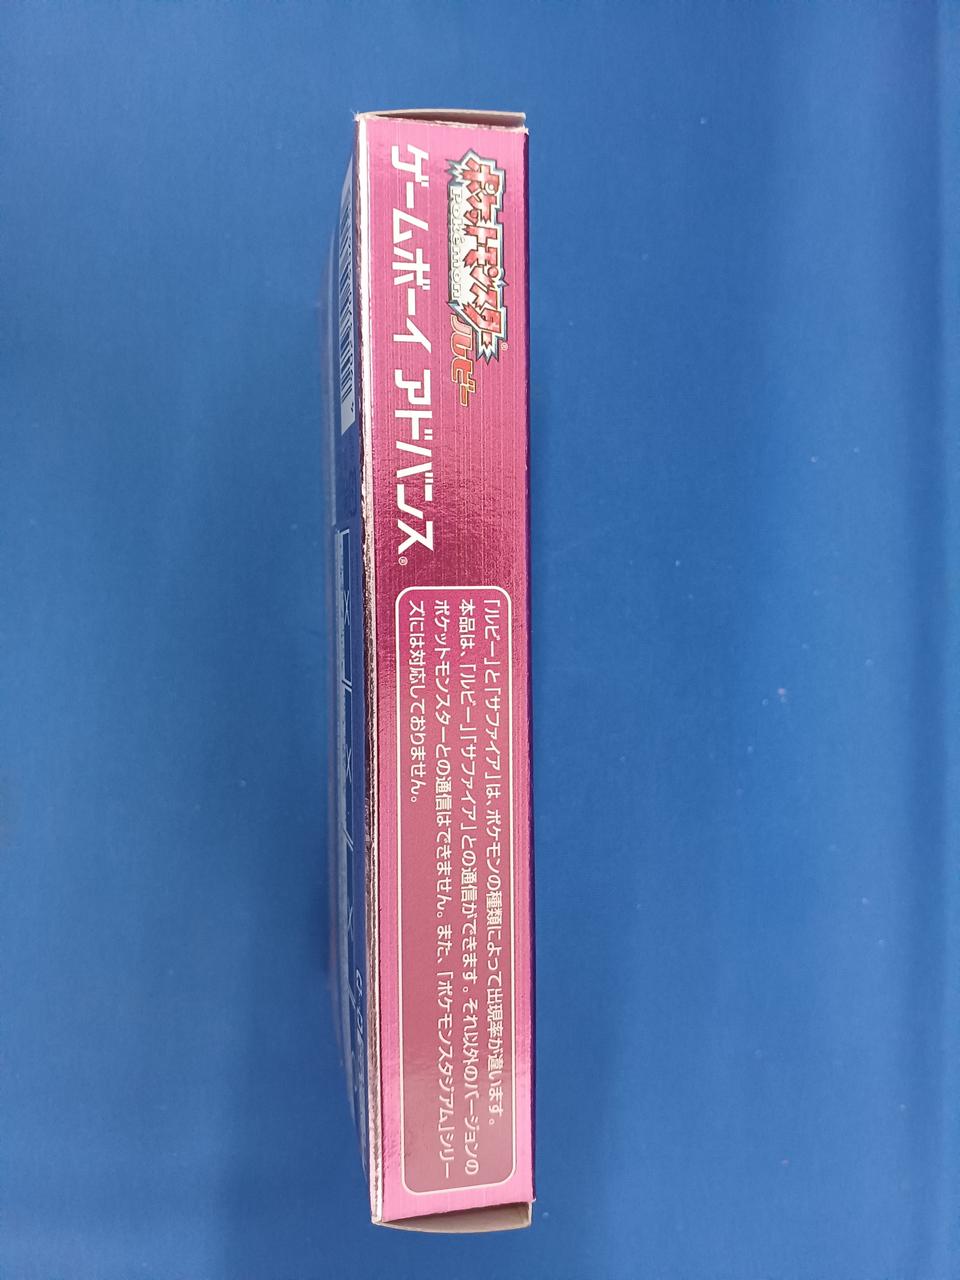 ポケットモンスター®
Pokémon
ルビー
ゲームボーイ アドバンス®
「ルビー」と「サファイア」は、ポケモンの種類によって出現率が違います。
本品は、「ルビー」「サファイア」との通信ができます。それ以外のバージョンの
ポケットモンスターとの通信はできません。また、「ポケモンスタジアム」シリー
ズには対応しておりません。